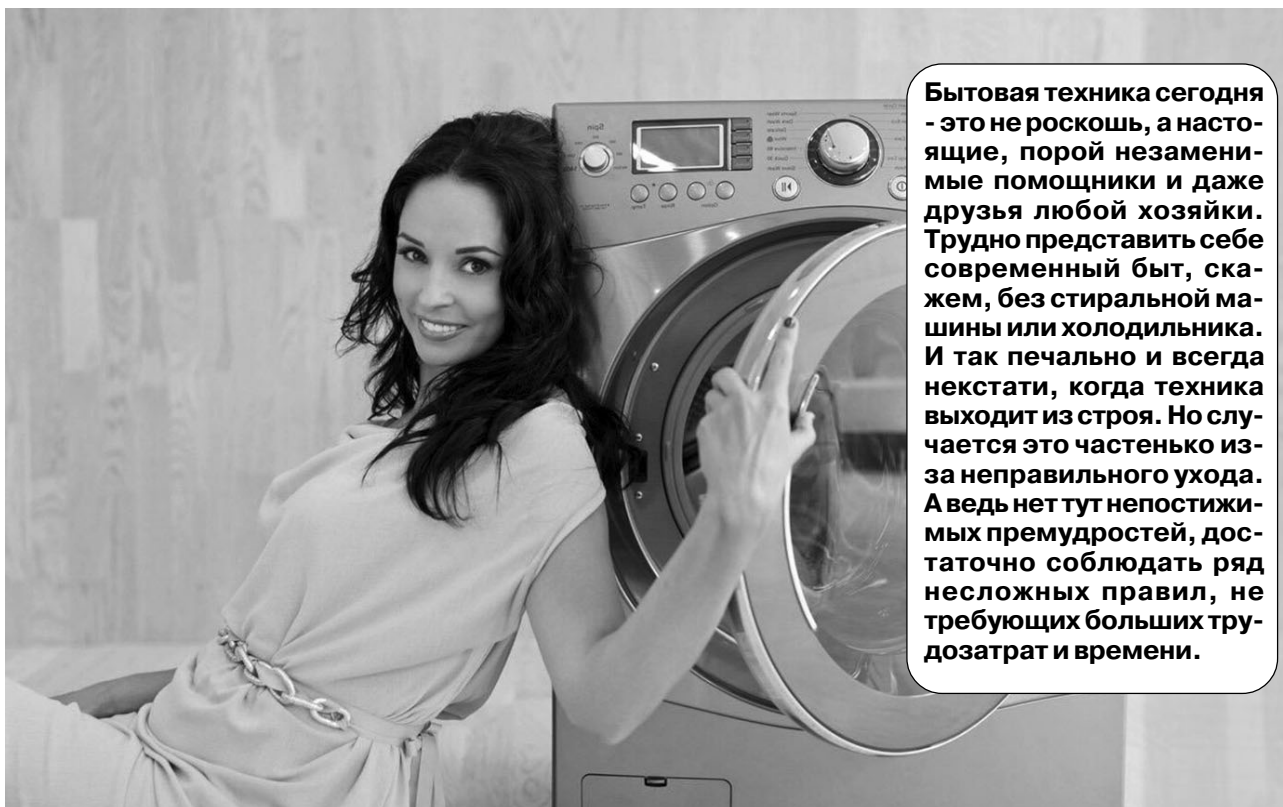 Бытовая техника сегодня
- это не роскошь, а насто-
ящие, порой незамени-
мые помощники и даже
друзья любой хозяйки.
Трудно представить себе
современный быт, ска-
жем, без стиральной ма-
шины или холодильника.
И так печально и всегда
некстати, когда техника
выходит из строя. Но слу-
чается это частенько из-
за неправильного ухода.
А ведь нет тут непостижи-
мых премудростей, дос-
таточно соблюдать ряд
несложных правил, не
требующих больших тру-
дозатрат и времени.
Spin